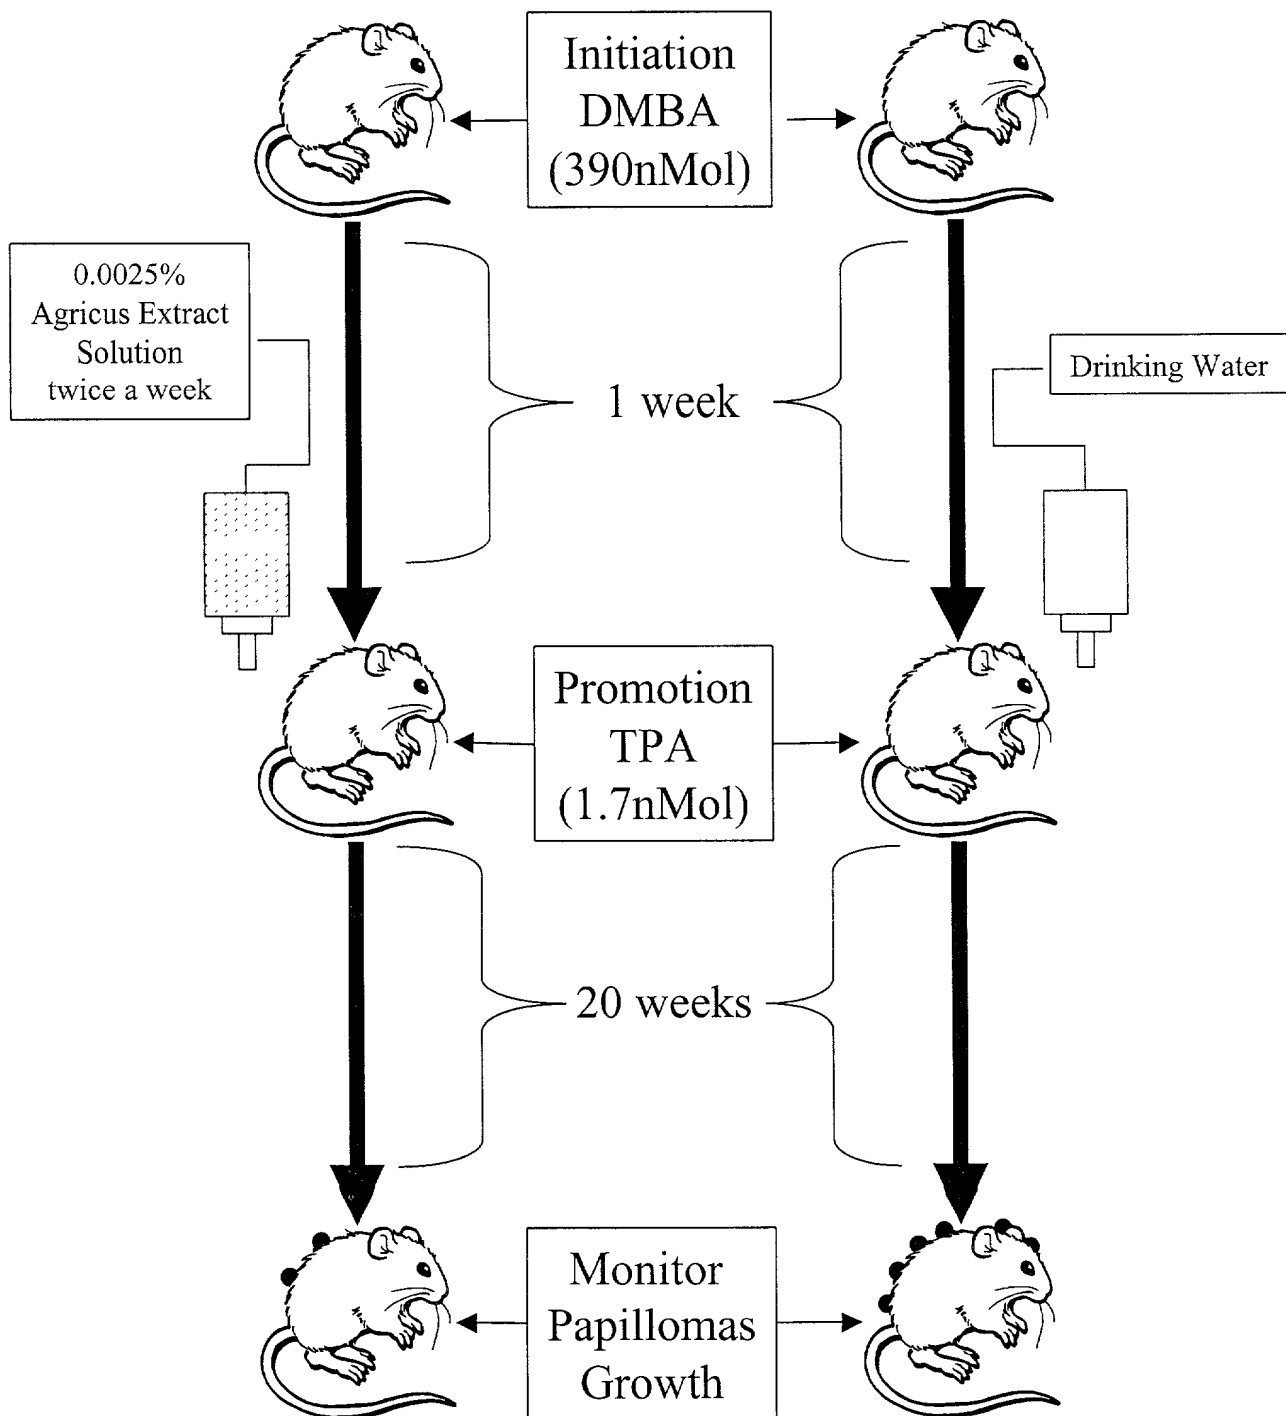 Initiation
DMBA
(390nMol)
0.0025%
Agricus Extract
Solution
twice a week
1 week
Drinking Water
Promotion
TPA
(1.7nMol)
20 weeks
Monitor
Papillomas
Growth